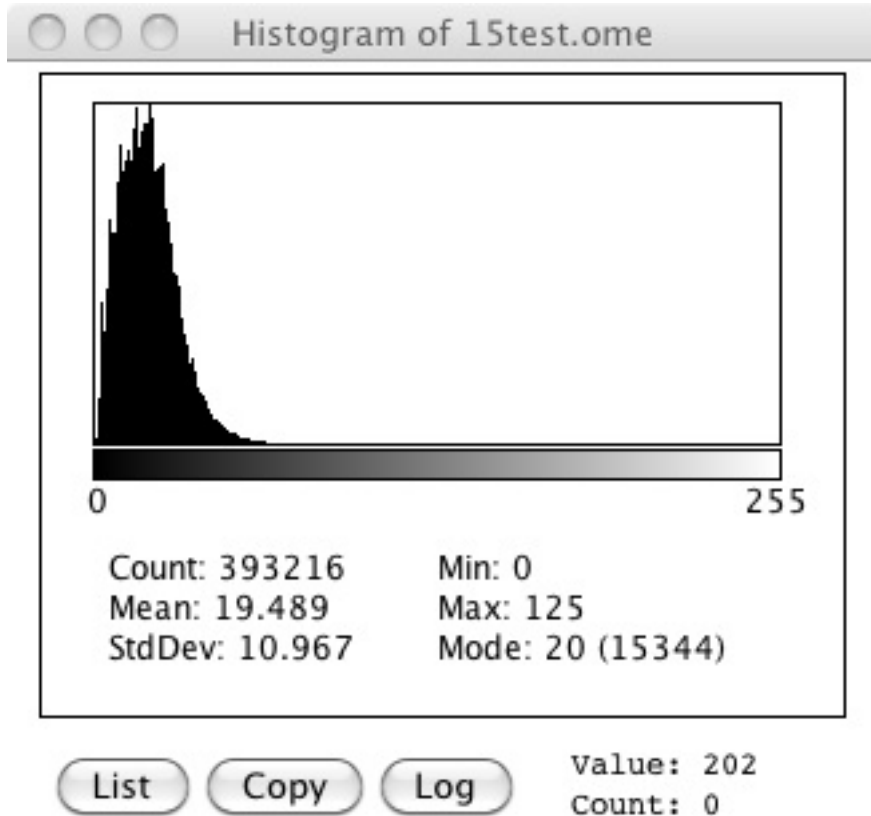 Histogram of 15test.ome
0 255
Count: 393216 Min: 0
Mean: 19.489 Max: 125
StdDev: 10.967 Mode: 20 (15344)
List Copy Log Value: 202
Count: 0